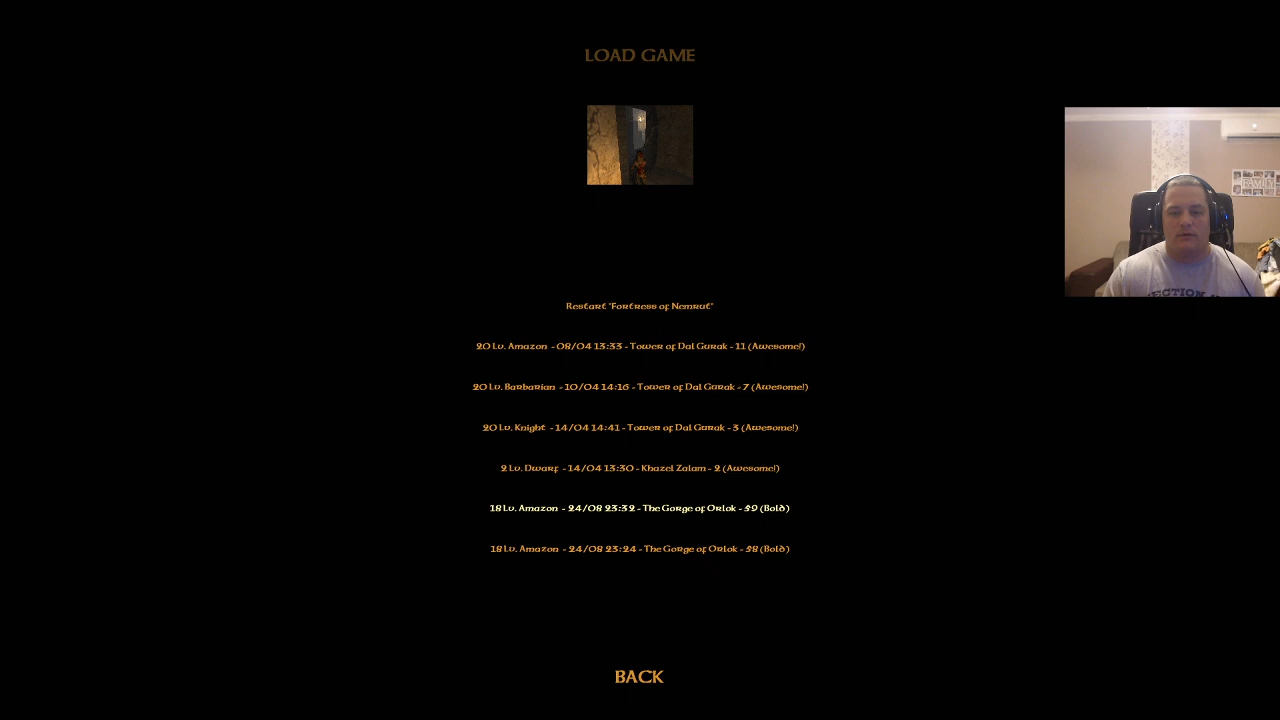 LOAD GAME
FAMILY
Restart "Fortress of Nemrut"
20 Lv. Amazon - 08/04 13:33 - Tower of Dal Gurak - 11 (Awesome!)
20 Lv. Barbarian - 10/04 14:16 - Tower of Dal Gurak - 7 (Awesome!)
20 Lv. Knight - 14/04 14:41 - Tower of Dal Gurak - 3 (Awesome!)
2 Lv. Dwarf - 14/04 13:30 - Khazel Zalam - 2 (Awesome!)
18 Lv. Amazon - 24/08 23:32 - The Gorge of Orlok - 59 (Bold)
18 Lv. Amazon - 24/08 23:24 - The Gorge of Orlok - 58 (Bold)
BACK